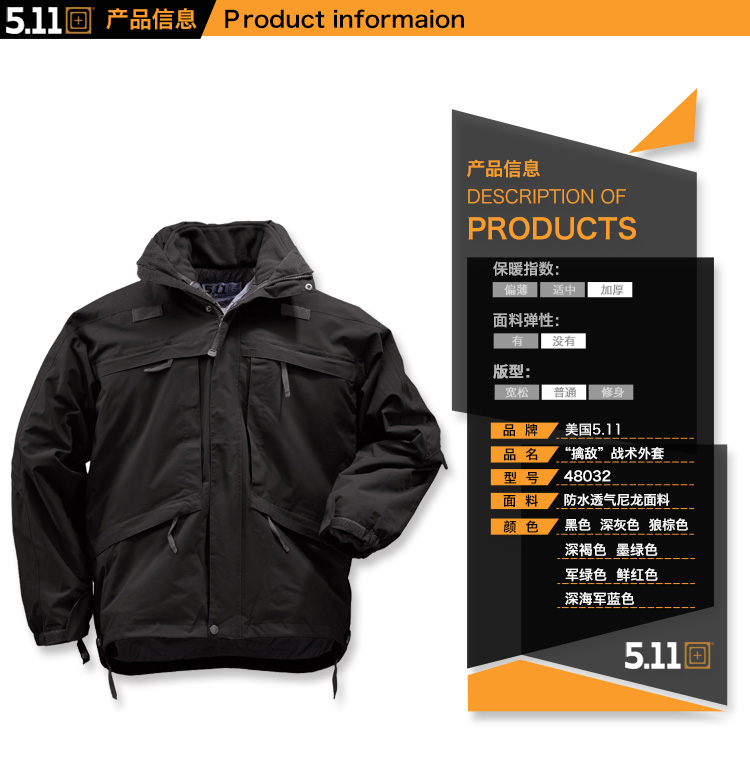 5.11 产品信息 Product informaion
产品信息
DESCRIPTION OF
PRODUCTS
保暖指数:
偏薄 适中 加厚
面料弹性:
有 没有
版型:
宽松 普通 修身
品 牌 美国5.11
品 名 “擒敌”战术外套
型 号 48032
面 料 防水透气尼龙面料
颜 色 黑色 深灰色 狼棕色
深褐色 墨绿色
军绿色 鲜红色
深海军蓝色
5.11